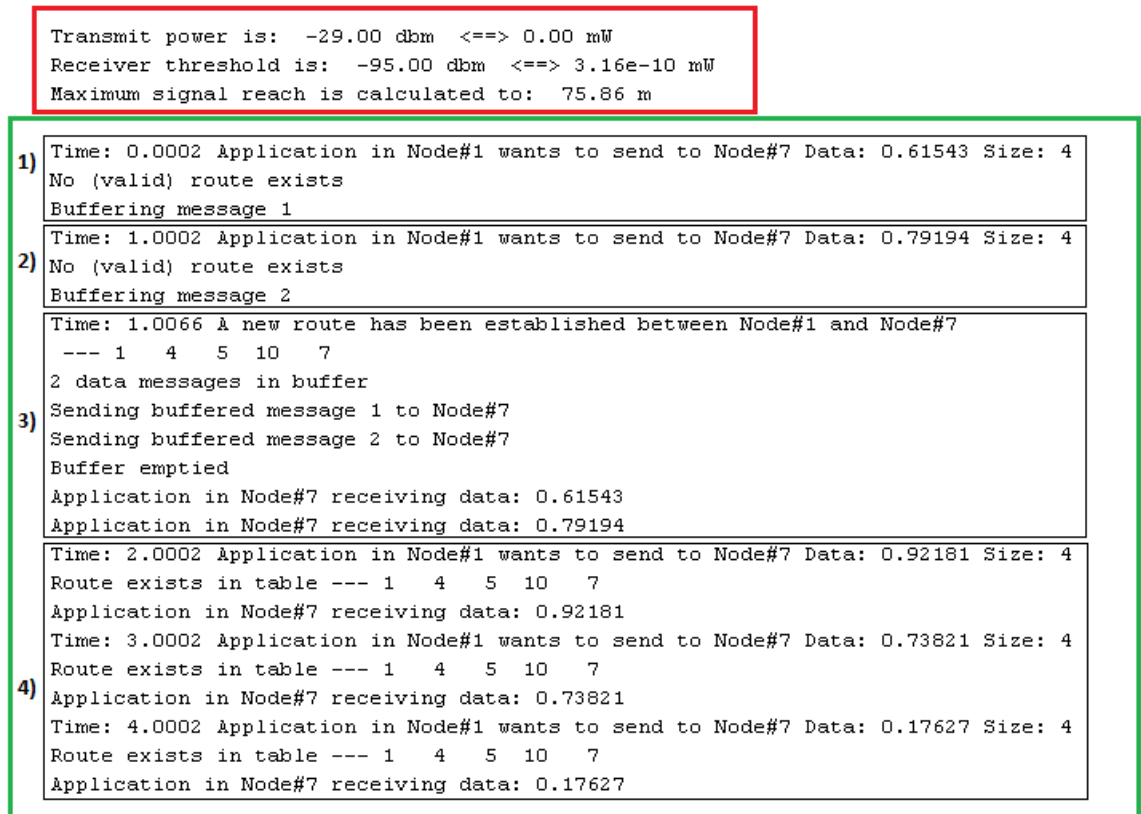 Transmit power is:  -29.00 dbm  <==> 0.00 mW
Receiver threshold is:  -95.00 dbm  <==> 3.16e-10 mW
Maximum signal reach is calculated to:  75.86 m
1)
Time: 0.0002 Application in Node#1 wants to send to Node#7 Data: 0.61543 Size: 4
No (valid) route exists
Buffering message 1
2)
Time: 1.0002 Application in Node#1 wants to send to Node#7 Data: 0.79194 Size: 4
No (valid) route exists
Buffering message 2
3)
Time: 1.0066 A new route has been established between Node#1 and Node#7
--- 1   4   5  10   7
2 data messages in buffer
Sending buffered message 1 to Node#7
Sending buffered message 2 to Node#7
Buffer emptied
Application in Node#7 receiving data: 0.61543
Application in Node#7 receiving data: 0.79194
4)
Time: 2.0002 Application in Node#1 wants to send to Node#7 Data: 0.92181 Size: 4
Route exists in table --- 1   4   5  10   7
Application in Node#7 receiving data: 0.92181
Time: 3.0002 Application in Node#1 wants to send to Node#7 Data: 0.73821 Size: 4
Route exists in table --- 1   4   5  10   7
Application in Node#7 receiving data: 0.73821
Time: 4.0002 Application in Node#1 wants to send to Node#7 Data: 0.17627 Size: 4
Route exists in table --- 1   4   5  10   7
Application in Node#7 receiving data: 0.17627